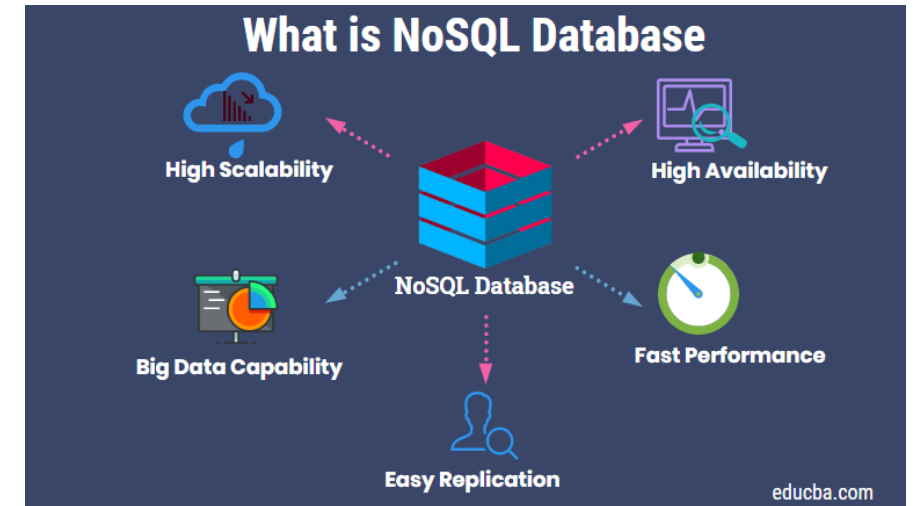 What is NoSQL Database
High Scalability
High Availability
NoSQL Database
Big Data Capability
Fast Performance
Easy Replication
educba.com